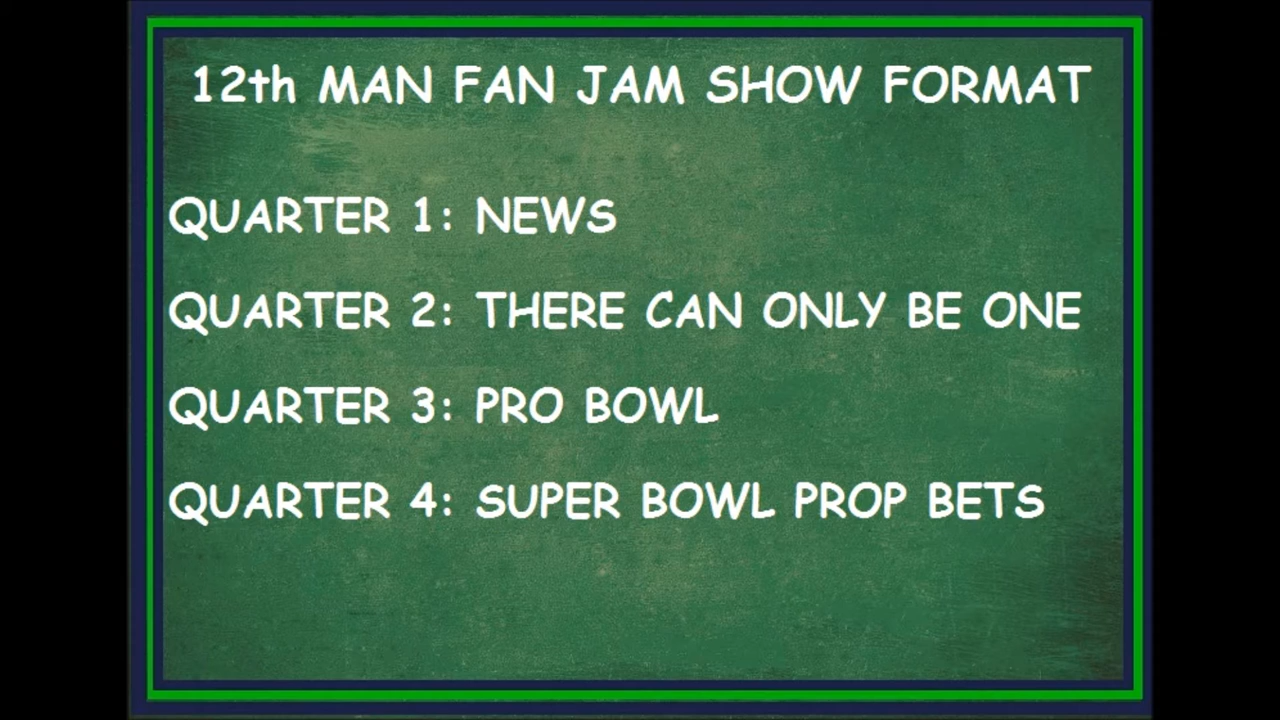 12th MAN FAN JAM SHOW FORMAT
QUARTER 1: NEWS
QUARTER 2: THERE CAN ONLY BE ONE
QUARTER 3: PRO BOWL
QUARTER 4: SUPER BOWL PROP BETS